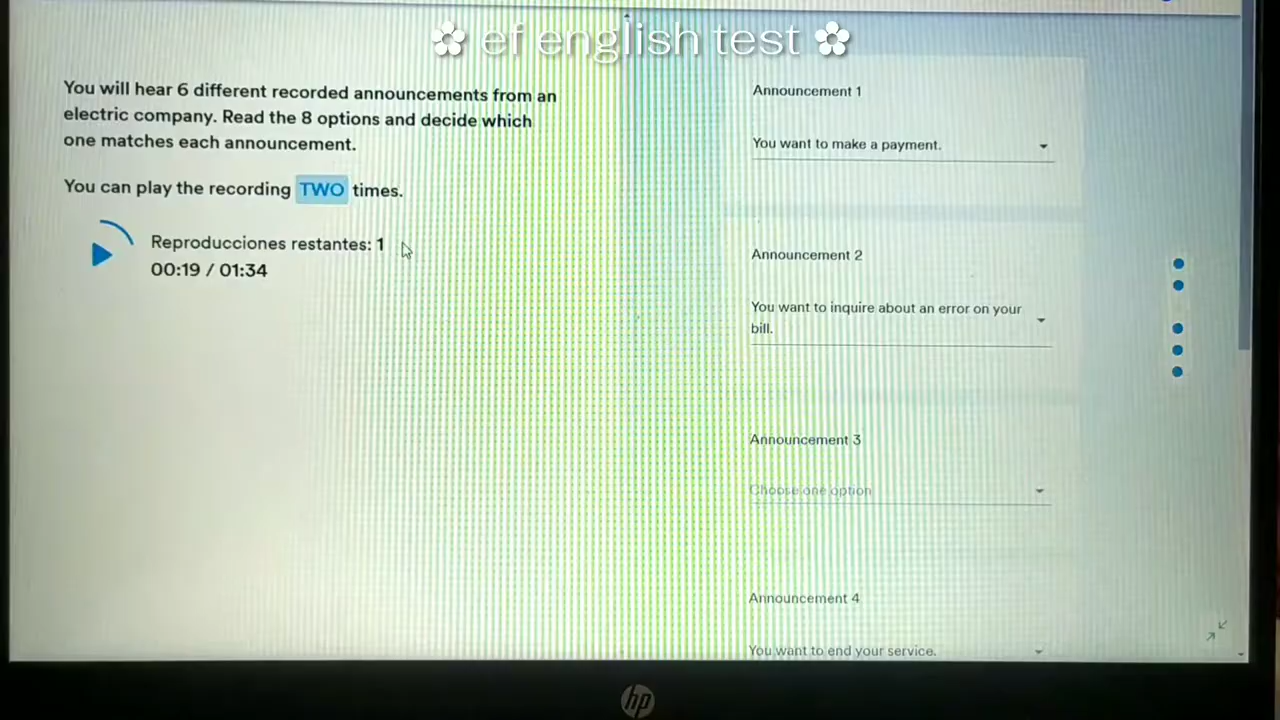 ✿ ef english test ✿
You will hear 6 different recorded announcements from an
electric company. Read the 8 options and decide which
one matches each announcement.
You can play the recording TWO times.
Reproducciones restantes: 1
00:19 / 01:34
Announcement 1
You want to make a payment.
Announcement 2
You want to inquire about an error on your
bill.
Announcement 3
Choose one option
Announcement 4
You want to end your service.
hp